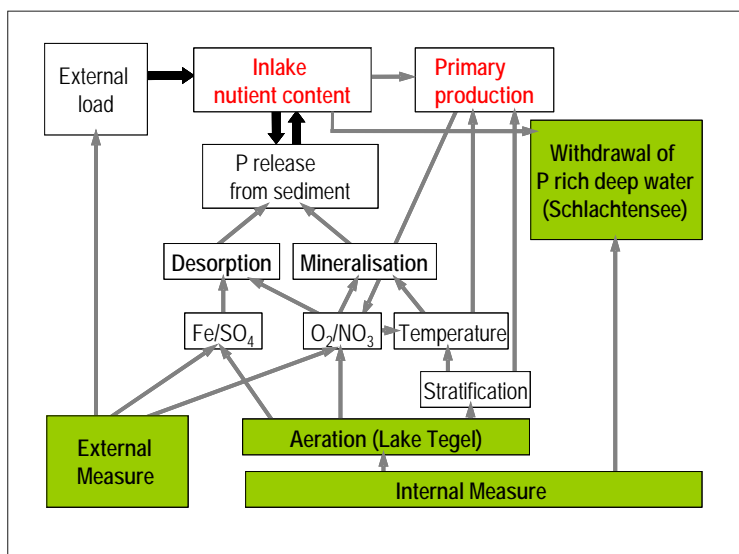 External
load
Inlake
nutient content
Primary
production
Withdrawal of
P rich deep water
(Schlachtensee)
P release
from sediment
Desorption
Mineralisation
Fe/SO₄
O₂/NO₃
Temperature
Stratification
External
Measure
Aeration (Lake Tegel)
Internal Measure